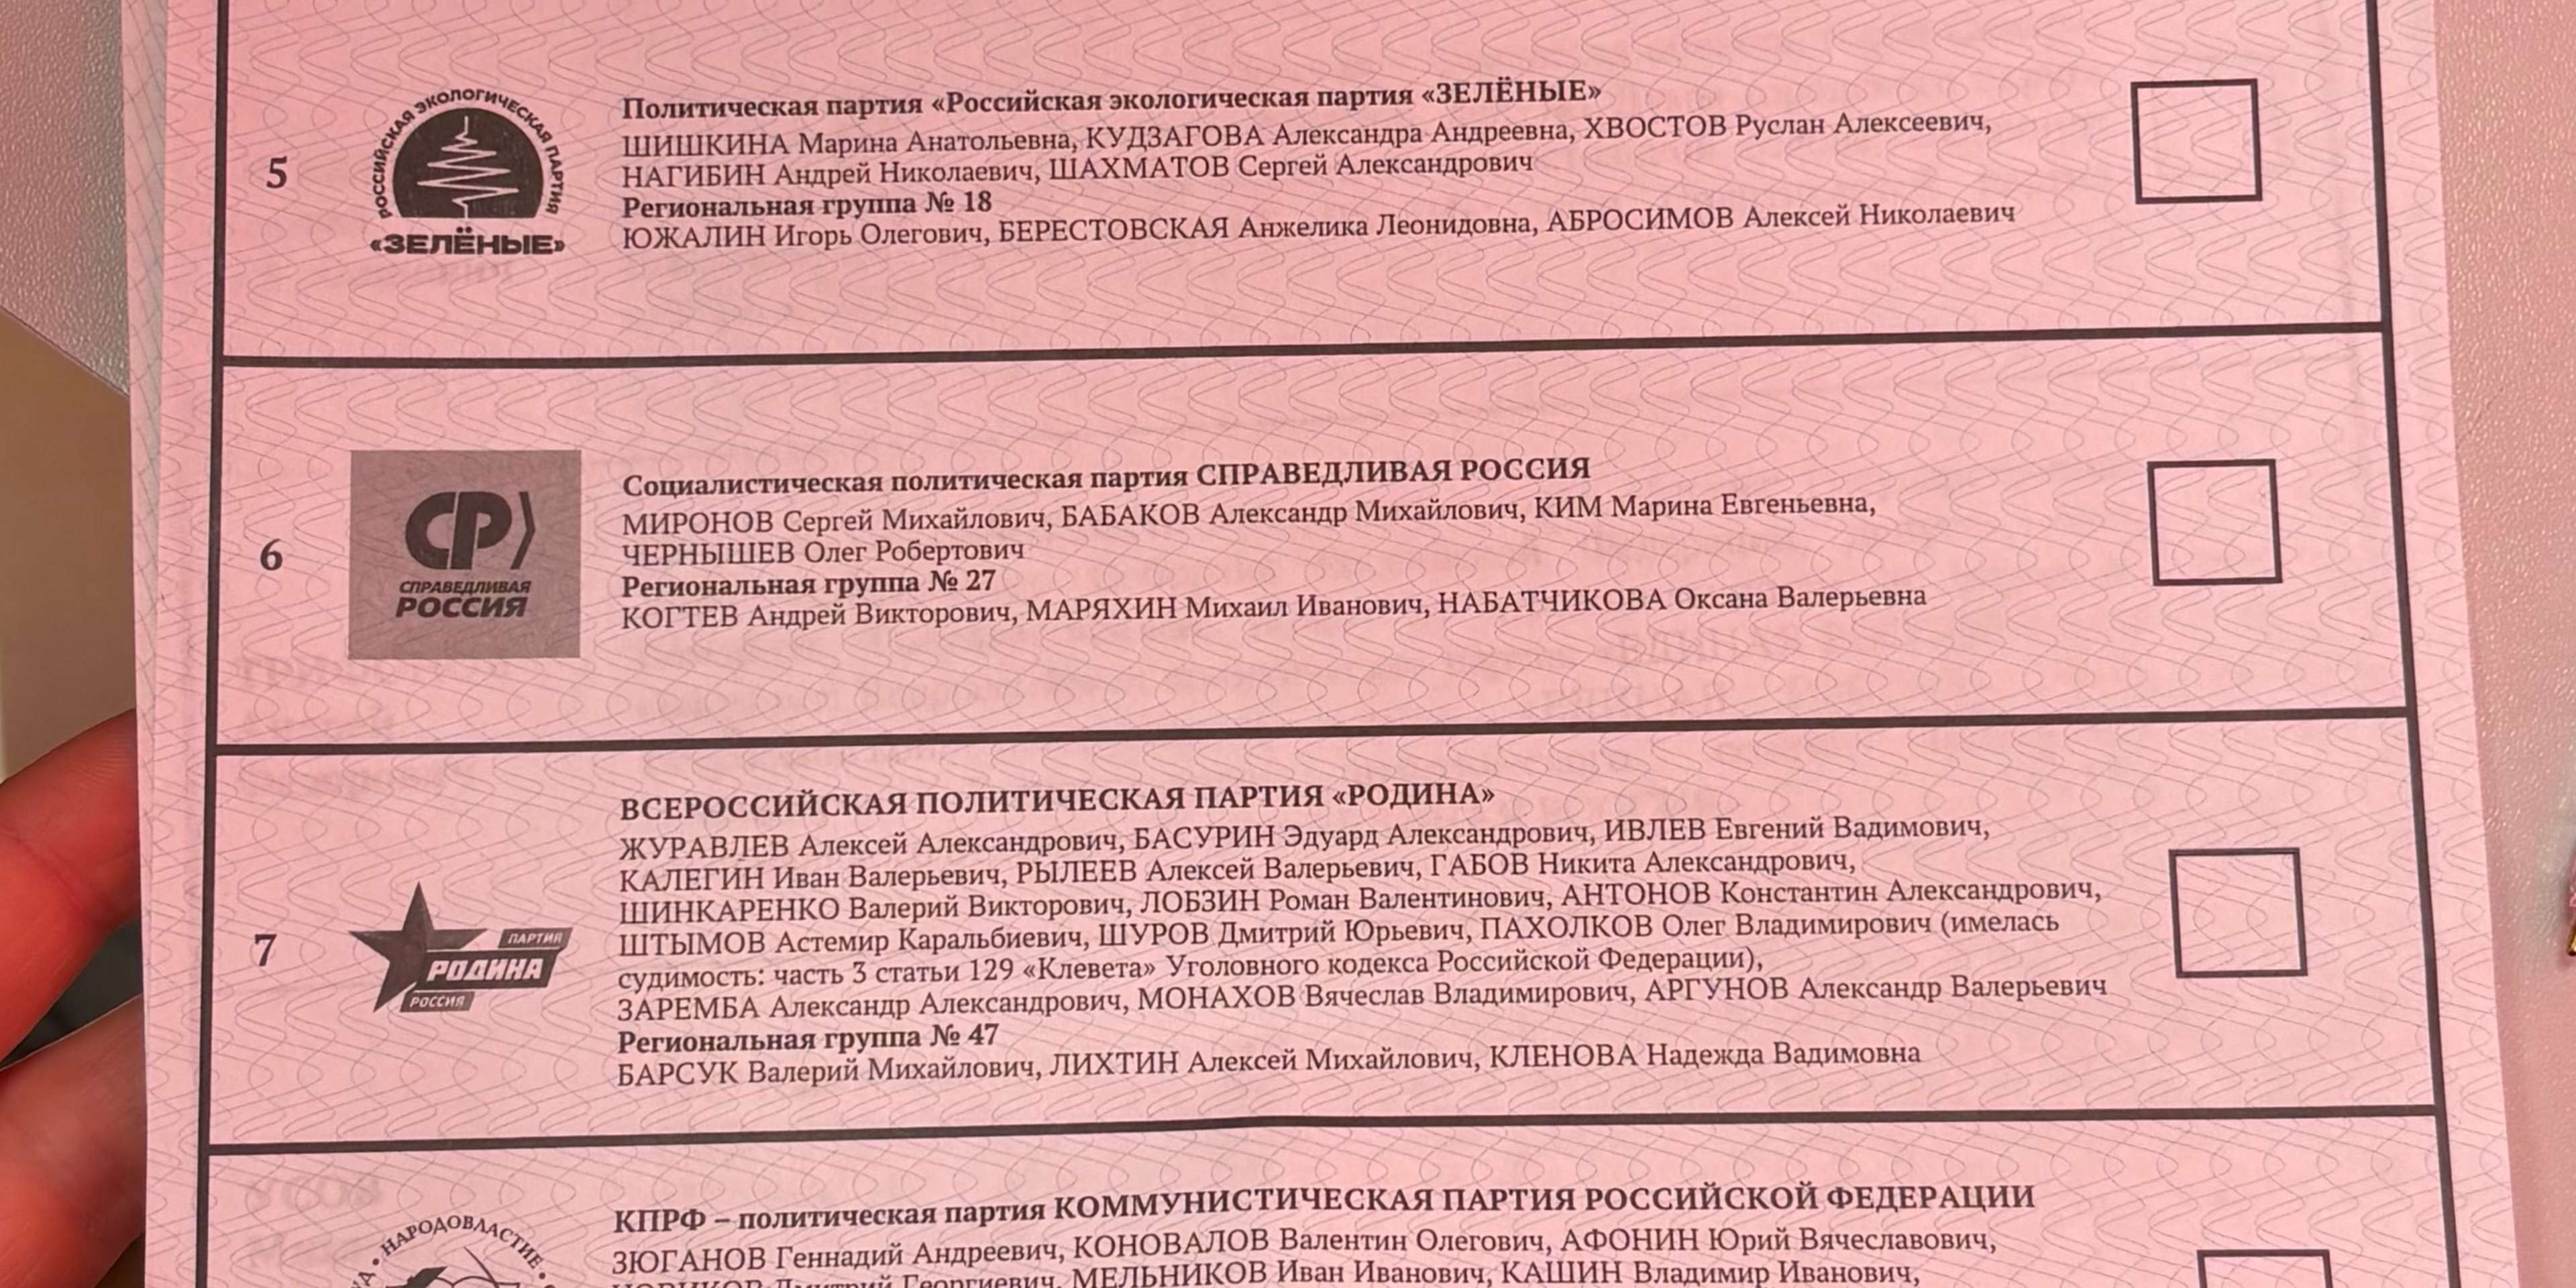 5
РОССИЙСКАЯ ЭКОЛОГИЧЕСКАЯ ПАРТИЯ
«ЗЕЛЁНЫЕ»
Политическая партия «Российская экологическая партия «ЗЕЛЁНЫЕ»
ШИШКИНА Марина Анатольевна, КУДЗАГОВА Александра Андреевна, ХВОСТОВ Руслан Алексеевич,
НАГИБИН Андрей Николаевич, ШАХМАТОВ Сергей Александрович
Региональная группа № 18
ЮЖАЛИН Игорь Олегович, БЕРЕСТОВСКАЯ Анжелика Леонидовна, АБРОСИМОВ Алексей Николаевич
6
СР
СПРАВЕДЛИВАЯ
РОССИЯ
Социалистическая политическая партия СПРАВЕДЛИВАЯ РОССИЯ
МИРОНОВ Сергей Михайлович, БАБАКОВ Александр Михайлович, КИМ Марина Евгеньевна,
ЧЕРНЫШЕВ Олег Робертович
Региональная группа № 27
КОГТЕВ Андрей Викторович, МАРЯХИН Михаил Иванович, НАБАТЧИКОВА Оксана Валерьевна
7
ПАРТИЯ
РОДИНА
РОССИЯ
ВСЕРОССИЙСКАЯ ПОЛИТИЧЕСКАЯ ПАРТИЯ «РОДИНА»
ЖУРАВЛЕВ Алексей Александрович, БАСУРИН Эдуард Александрович, ИВЛЕВ Евгений Вадимович,
КАЛЕГИН Иван Валерьевич, РЫЛЕЕВ Алексей Валерьевич, ГАБОВ Никита Александрович,
ШИНКАРЕНКО Валерий Викторович, ЛОБЗИН Роман Валентинович, АНТОНОВ Константин Александрович,
ШТЫМОВ Астемир Каральбиевич, ШУРОВ Дмитрий Юрьевич, ПАХОЛКОВ Олег Владимирович (имелась
судимость: часть 3 статьи 129 «Клевета» Уголовного кодекса Российской Федерации),
ЗАРЕМБА Александр Александрович, МОНАХОВ Вячеслав Владимирович, АРГУНОВ Александр Валерьевич
Региональная группа № 47
БАРСУК Валерий Михайлович, ЛИХТИН Алексей Михайлович, КЛЕНОВА Надежда Вадимовна
НАРОДОВЛАСТИЕ
КПРФ – политическая партия КОММУНИСТИЧЕСКАЯ ПАРТИЯ РОССИЙСКОЙ ФЕДЕРАЦИИ
ЗЮГАНОВ Геннадий Андреевич, КОНОВАЛОВ Валентин Олегович, АФОНИН Юрий Вячеславович,
Георгиевич, МЕЛЬНИКОВ Иван Иванович, КАШИН Владимир Иванович,